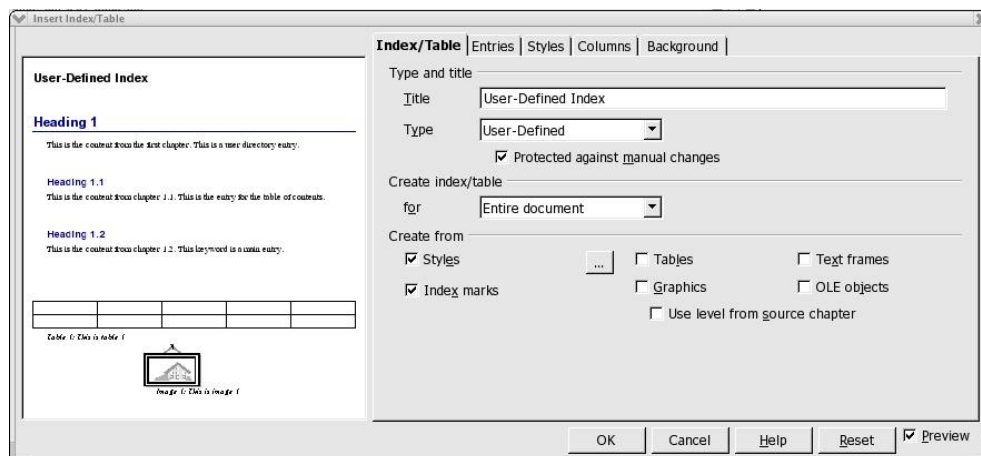 Insert Index/Table
User-Defined Index
Heading 1
This is the content from the first chapter. This is a user directory entry.
Heading 1.1
This is the content from chapter 1.1. This is the entry for the table of contents.
Heading 1.2
This is the content from chapter 1.2. This keyword is a main entry.
Table 1: This is table 1
Image 1: This is image 1
Index/Table Entries Styles Columns Background
Type and title
Title User-Defined Index
Type User-Defined
Protected against manual changes
Create index/table
for Entire document
Create from
Styles ... Tables Text frames
Index marks Graphics OLE objects
Use level from source chapter
OK Cancel Help Reset Preview